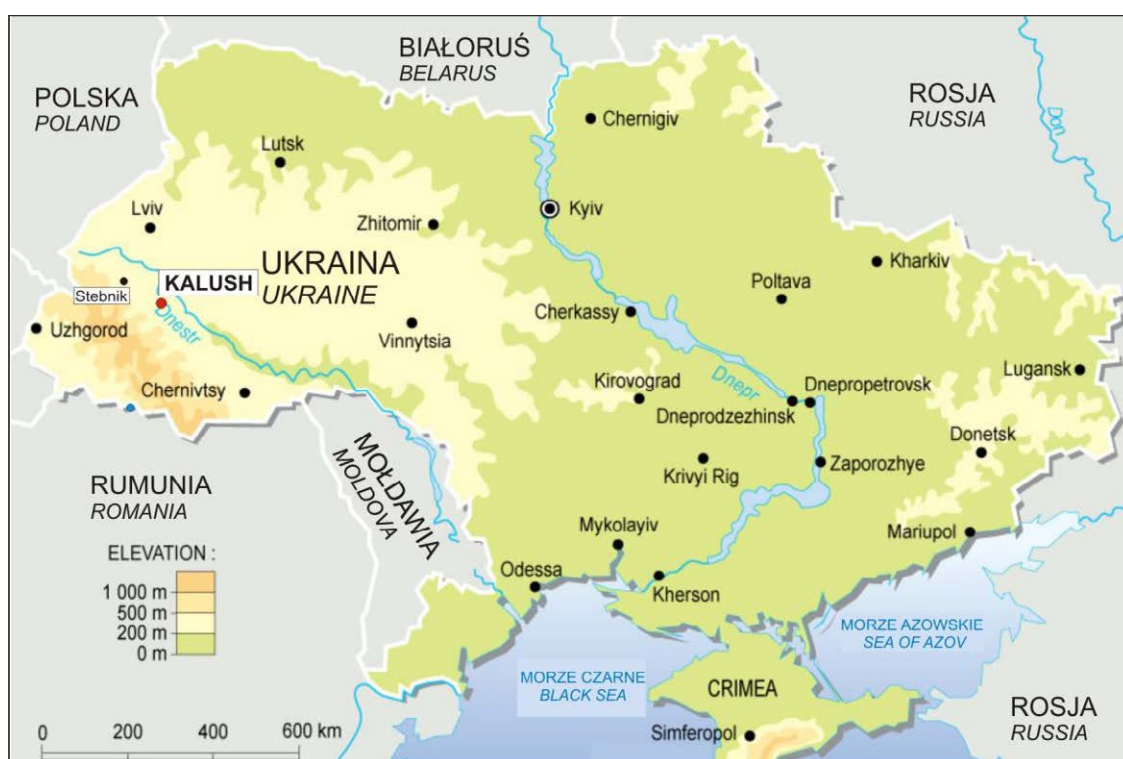 BIAŁORUŚ
BELARUS
POLSKA
POLAND
ROSJA
RUSSIA
Don
Chernigiv
Lutsk
Lviv
Kyiv
Zhitomir
UKRAINA
UKRAINE
KALUSH
Stebnik
Dnestr
Kharkiv
Poltava
Cherkassy
Uzhgorod
Vinnytsia
Chernivtsy
Kirovograd
Dnepr
Dnepropetrovsk
Dneprodzezhinsk
Lugansk
Donetsk
Krivyi Rig
Zaporozhye
MOŁDAWIA
MOLDOVA
RUMUNIA
ROMANIA
Mykolayiv
Mariupol
Odessa
Kherson
ELEVATION :
1 000 m
500 m
200 m
0 m
MORZE AZOWSKIE
SEA OF AZOV
MORZE CZARNE
BLACK SEA
CRIMEA
Simferopol
ROSJA
RUSSIA
0 200 400 600 km